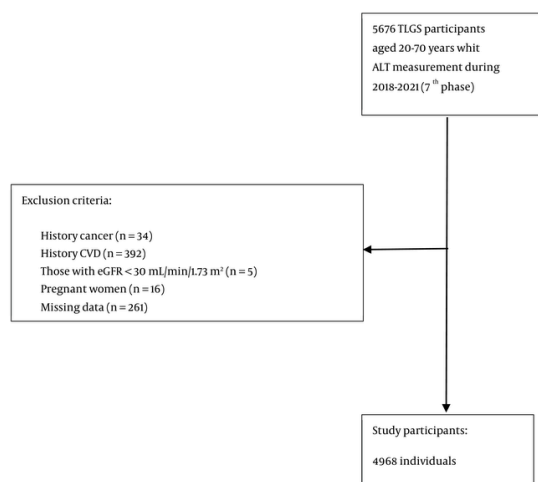 5676 TLGS participants
aged 20-70 years whit
ALT measurement during
2018-2021 (7 th phase)
Exclusion criteria:
History cancer (n = 34)
History CVD (n = 392)
Those with eGFR < 30 mL/min/1.73 m² (n = 5)
Pregnant women (n = 16)
Missing data (n = 261)
Study participants:
4968 individuals